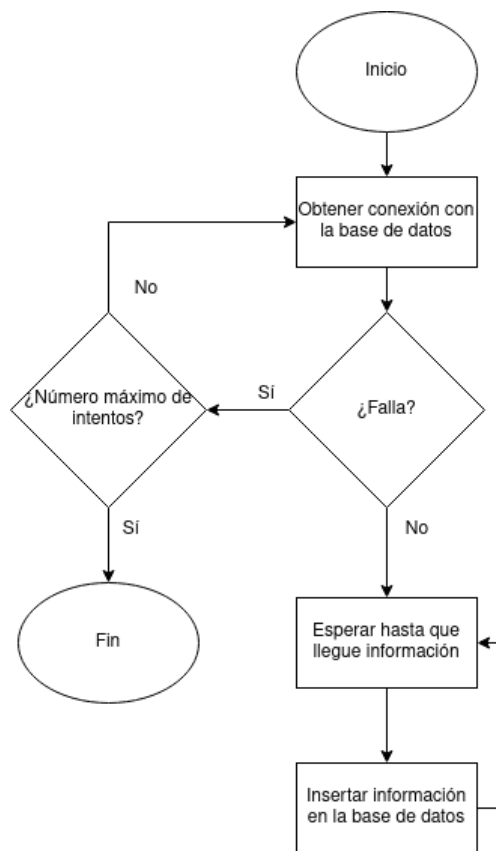 Inicio
Obtener conexión con
la base de datos
No
¿Número máximo de
intentos?
Sí
¿Falla?
Sí
No
Fin
Esperar hasta que
llegue información
Insertar información
en la base de datos